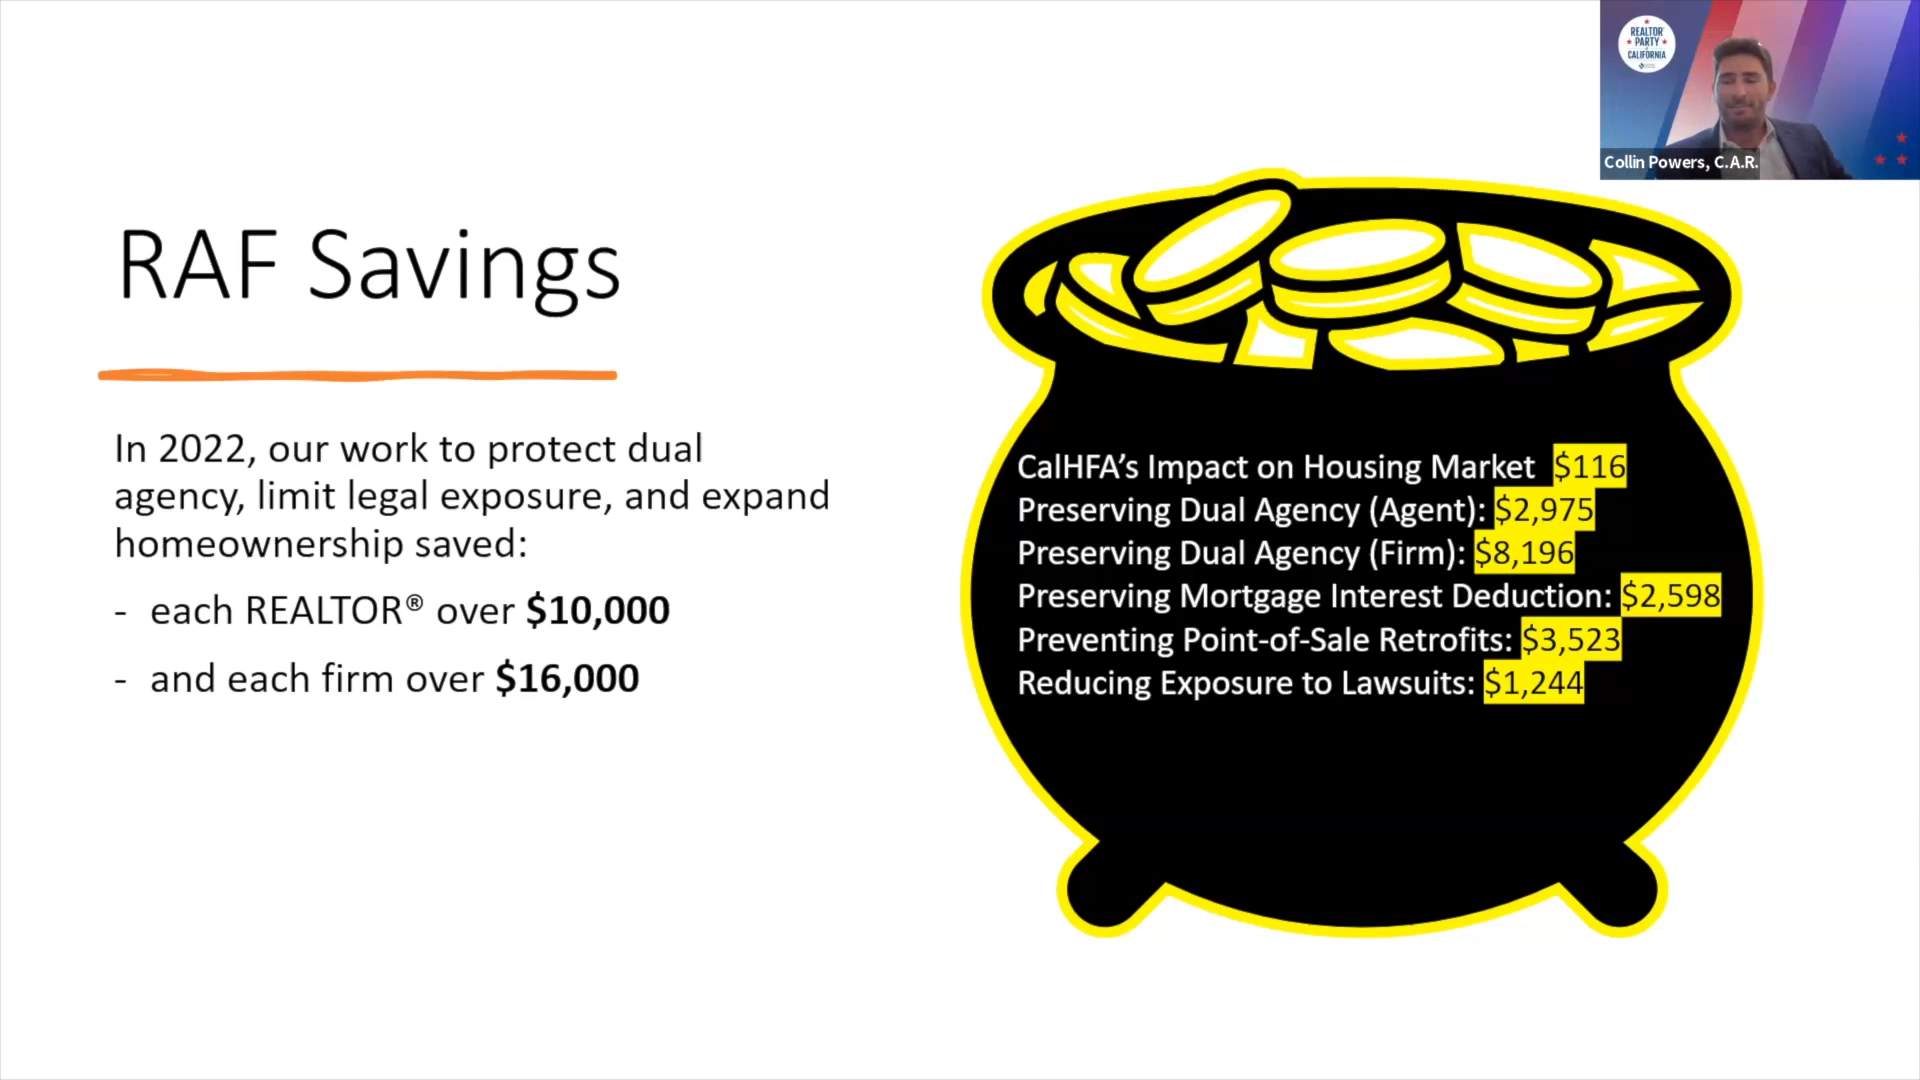 RAF Savings
In 2022, our work to protect dual
agency, limit legal exposure, and expand
homeownership saved:
- each REALTOR® over $10,000
- and each firm over $16,000
CalHFA’s Impact on Housing Market $116
Preserving Dual Agency (Agent): $2,975
Preserving Dual Agency (Firm): $8,196
Preserving Mortgage Interest Deduction: $2,598
Preventing Point-of-Sale Retrofits: $3,523
Reducing Exposure to Lawsuits: $1,244
REALTOR
PARTY
CALIFORNIA
Collin Powers, C.A.R.